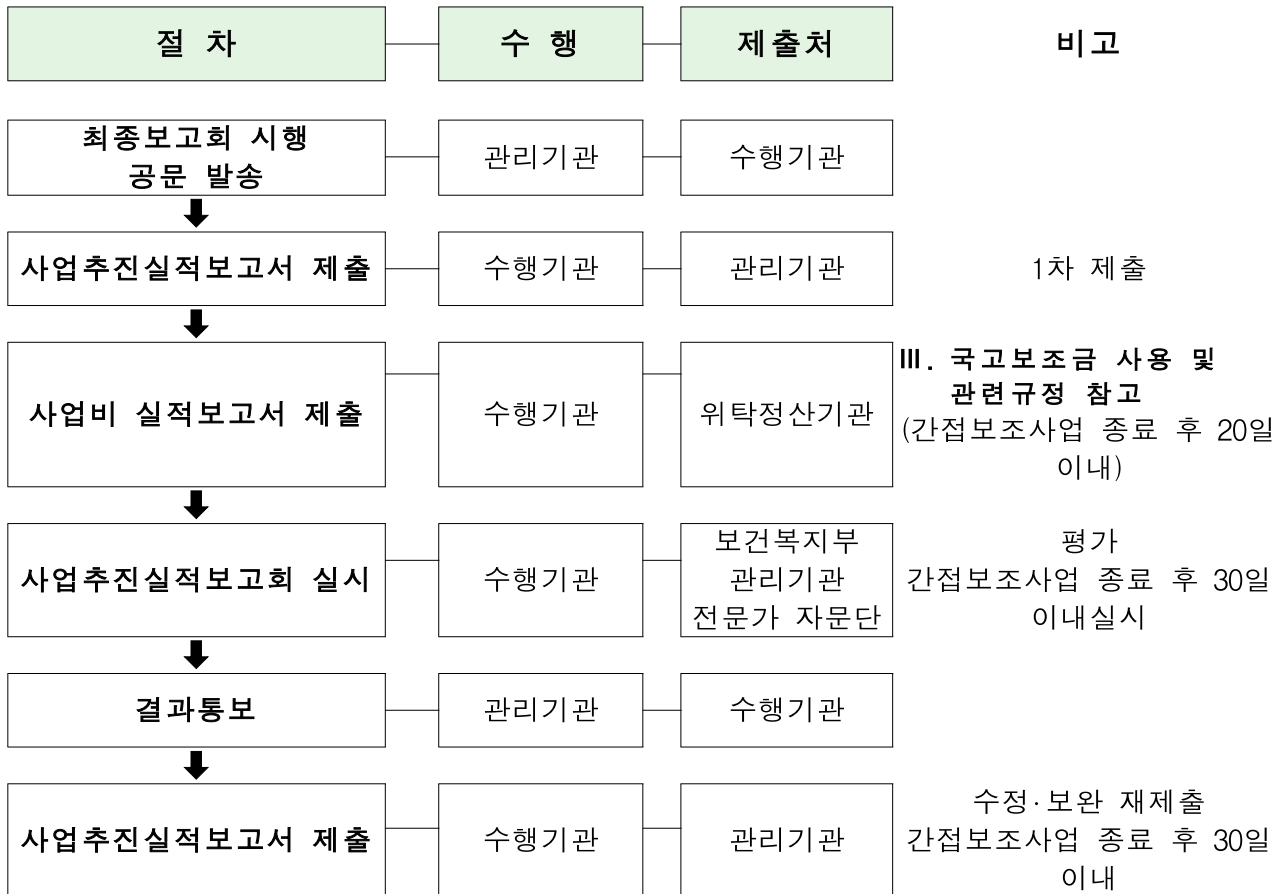 절 차 수 행 제출처 비고
최종보고회 시행
공문 발송
관리기관
수행기관
사업추진실적보고서 제출
수행기관
관리기관
1차 제출
사업비 실적보고서 제출
수행기관
위탁정산기관
Ⅲ. 국고보조금 사용 및
관련규정 참고
(간접보조사업 종료 후 20일
이내)
사업추진실적보고회 실시
수행기관
보건복지부
관리기관
전문가 자문단
평가
간접보조사업 종료 후 30일
이내실시
결과통보
관리기관
수행기관
사업추진실적보고서 제출
수행기관
관리기관
수정·보완 재제출
간접보조사업 종료 후 30일
이내